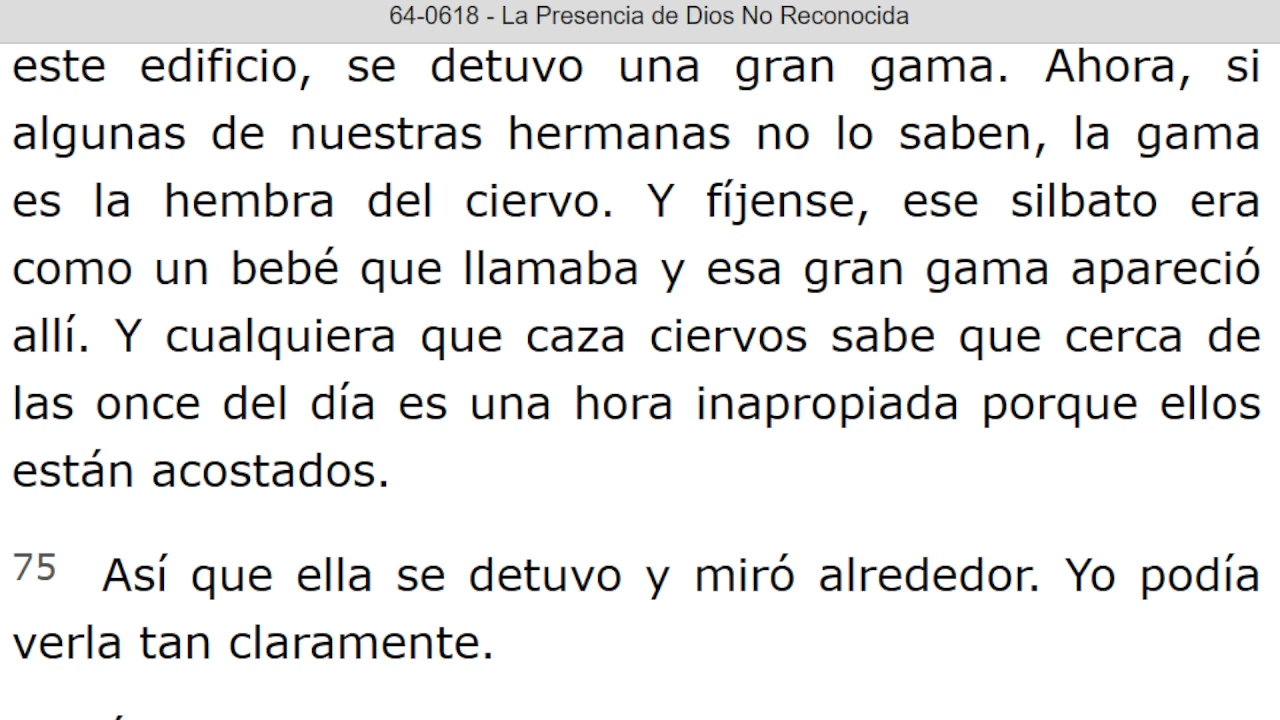 64-0618 - La Presencia de Dios No Reconocida
este edificio, se detuvo una gran gama. Ahora, si
algunas de nuestras hermanas no lo saben, la gama
es la hembra del ciervo. Y fíjense, ese silbato era
como un bebé que llamaba y esa gran gama apareció
allí. Y cualquiera que caza ciervos sabe que cerca de
las once del día es una hora inapropiada porque ellos
están acostados.
75 Así que ella se detuvo y miró alrededor. Yo podía
verla tan claramente.